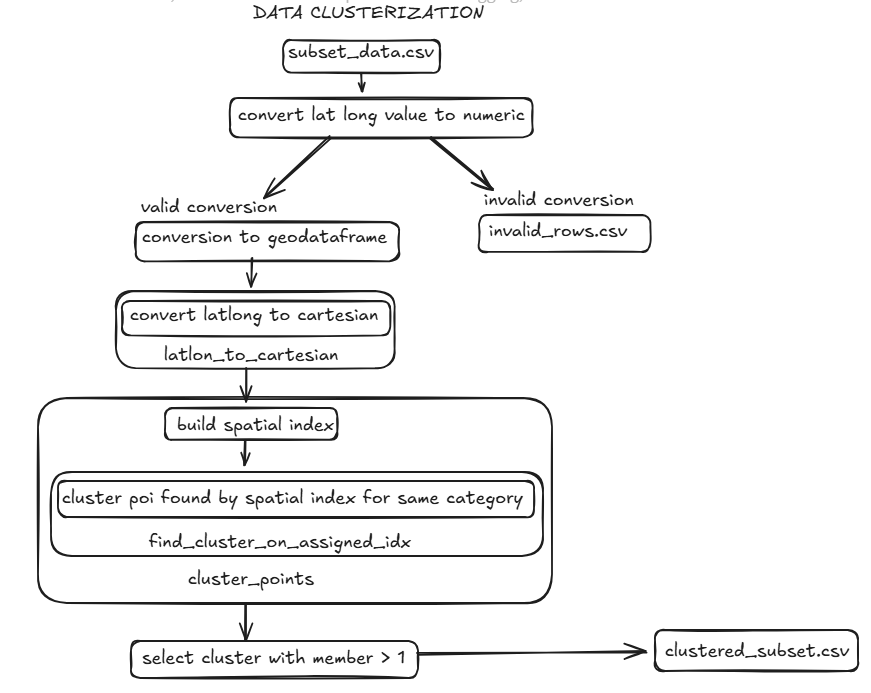 DATA CLUSTERIZATION
subset_data.csv
convert lat long value to numeric
valid conversion
invalid conversion
conversion to geodataframe
invalid_rows.csv
convert latlong to cartesian
latlon_to_cartesian
build spatial index
cluster poi found by spatial index for same category
find_cluster_on_assigned_idx
cluster_points
select cluster with member > 1
clustered_subset.csv